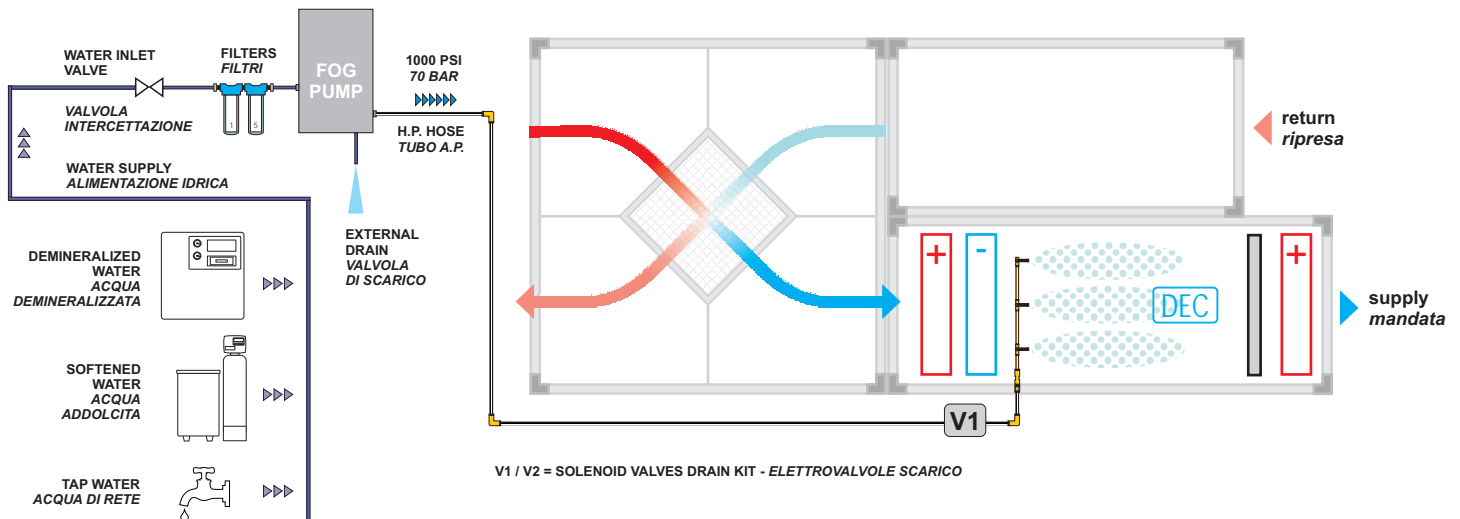 WATER INLET
VALVE
VALVOLA
INTERCETTAZIONE
FILTERS
FILTRI
1
5
FOG
PUMP
1000 PSI
70 BAR
H.P. HOSE
TUBO A.P.
WATER SUPPLY
ALIMENTAZIONE IDRICA
EXTERNAL
DRAIN
VALVOLA
DI SCARICO
DEMINERALIZED
WATER
ACQUA
DEMINERALIZZATA
SOFTENED
WATER
ACQUA
ADDOLCITA
TAP WATER
ACQUA DI RETE
return
ripresa
+
-
DEC
+
supply
mandata
V1
V1 / V2 = SOLENOID VALVES DRAIN KIT - ELETTROVALVOLE SCARICO